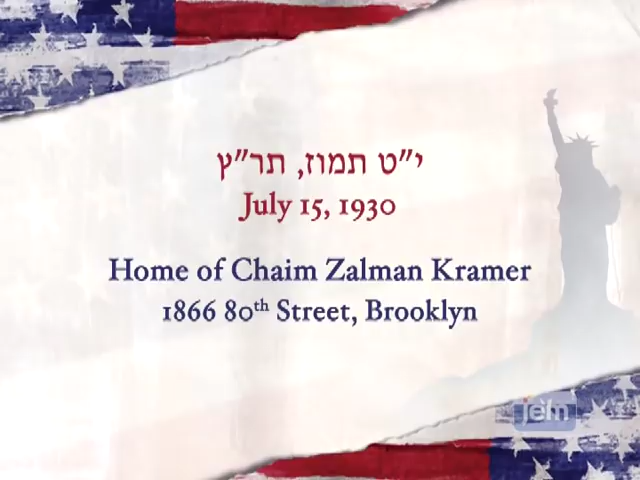 י"ט תמוז, תר"ץ
July 15, 1930
Home of Chaim Zalman Kramer
1866 80th Street, Brooklyn
jem